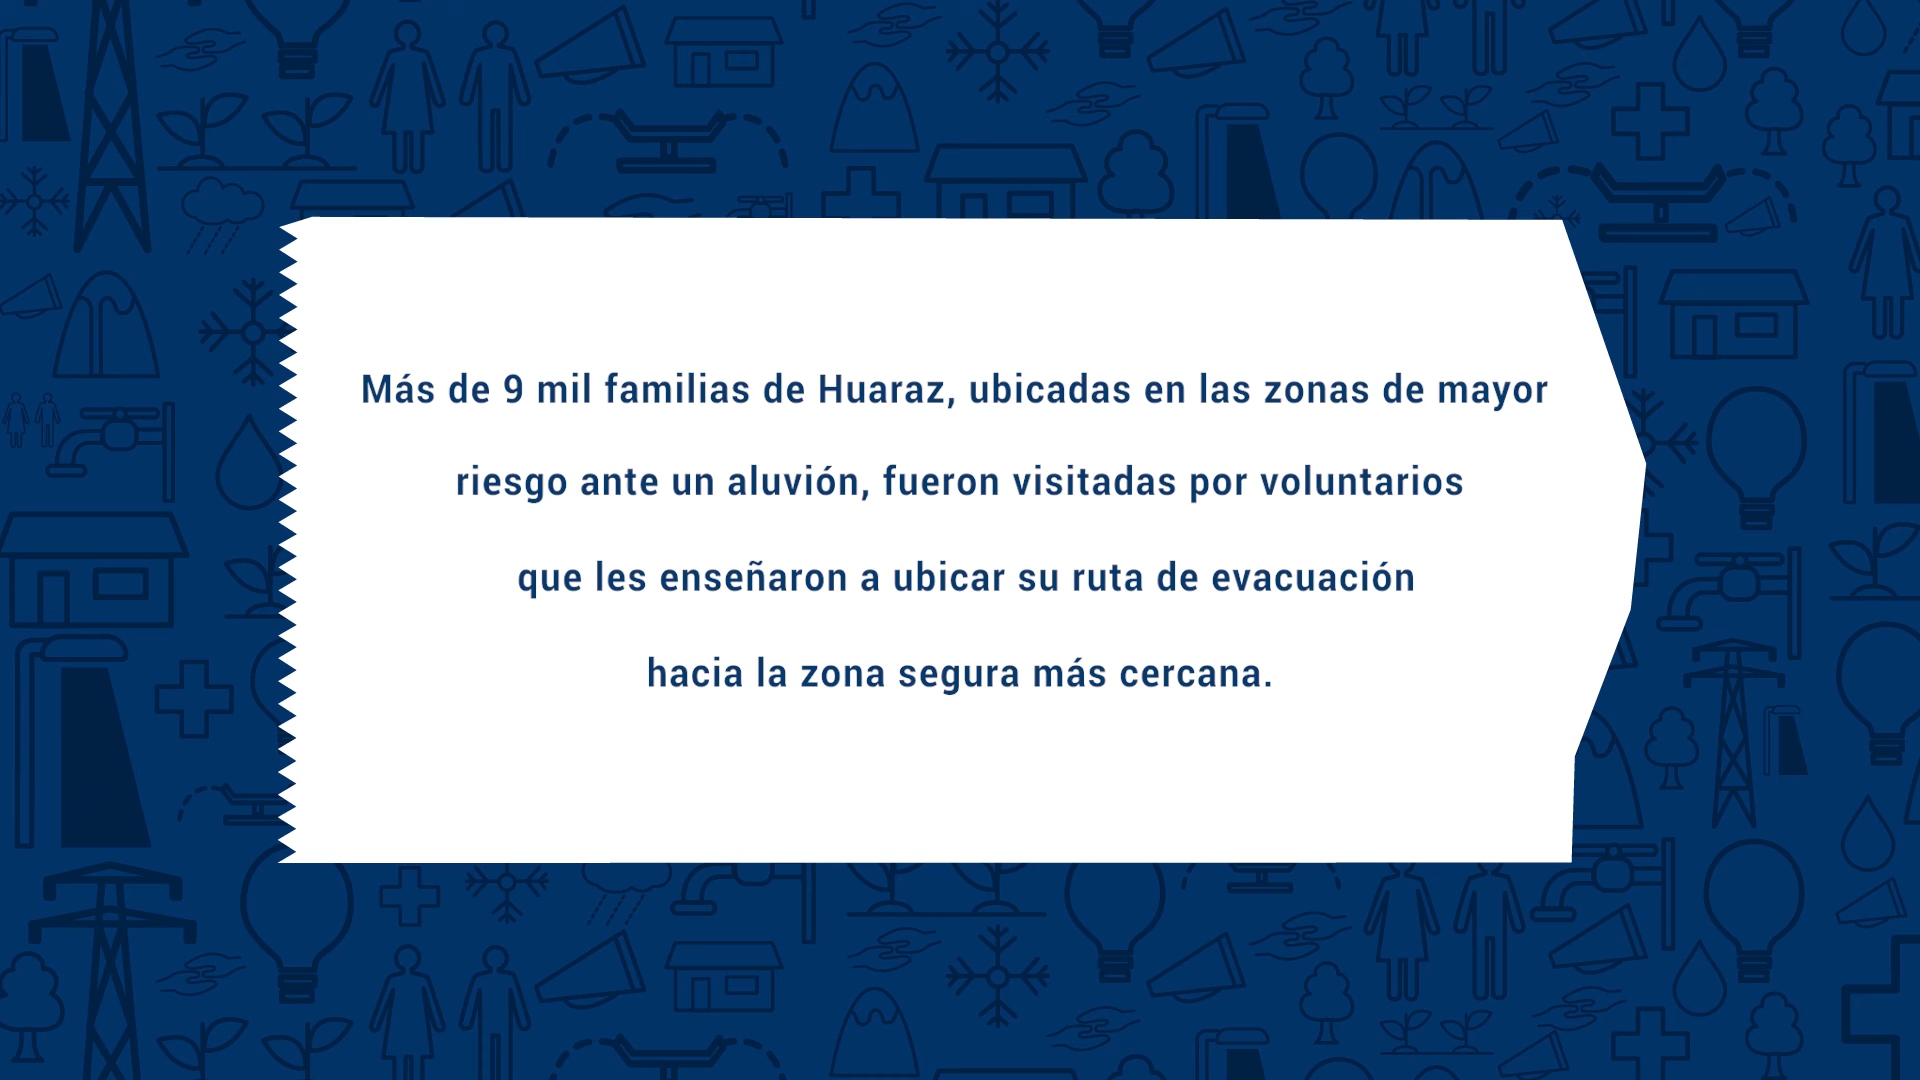 Más de 9 mil familias de Huaraz, ubicadas en las zonas de mayor
riesgo ante un aluvión, fueron visitadas por voluntarios
que les enseñaron a ubicar su ruta de evacuación
hacia la zona segura más cercana.